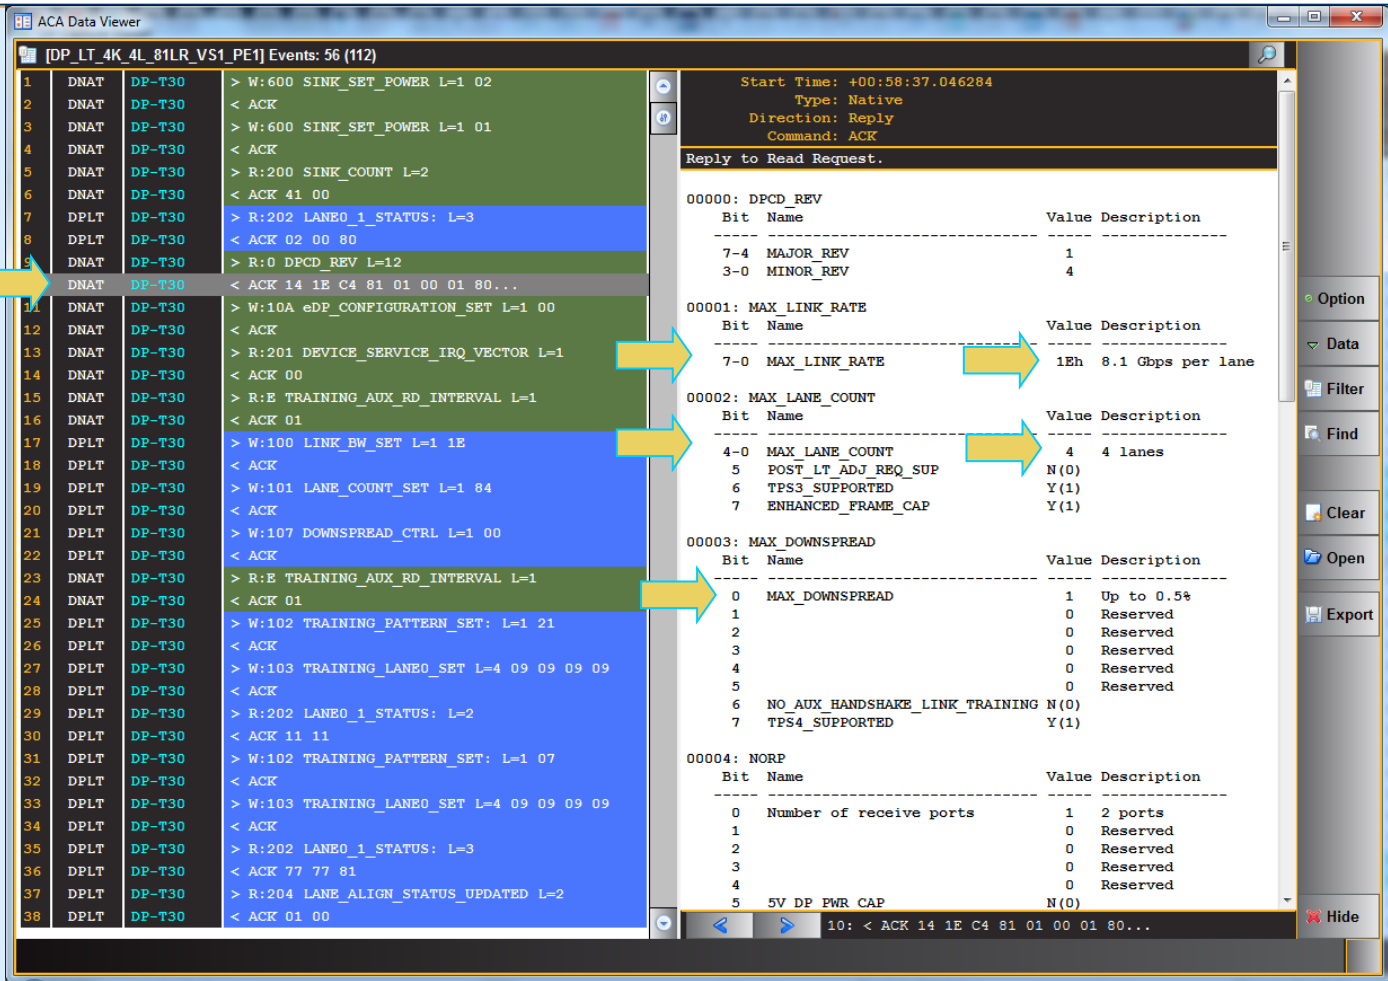 ACA Data Viewer
[DP_LT_4K_4L_81LR_VS1_PE1] Events: 56 (112)
1 DNAT DP-T30 > W:600 SINK_SET_POWER L=1 02
2 DNAT DP-T30 < ACK
3 DNAT DP-T30 > W:600 SINK_SET_POWER L=1 01
4 DNAT DP-T30 < ACK
5 DNAT DP-T30 > R:200 SINK_COUNT L=2
6 DNAT DP-T30 < ACK 41 00
7 DPLT DP-T30 > R:202 LANE0_1_STATUS: L=3
8 DPLT DP-T30 < ACK 02 00 80
9 DNAT DP-T30 > R:0 DPCD_REV L=12
DNAT DP-T30 < ACK 14 1E C4 81 01 00 01 80...
11 DNAT DP-T30 > W:10A eDP_CONFIGURATION_SET L=1 00
12 DNAT DP-T30 < ACK
13 DNAT DP-T30 > R:201 DEVICE_SERVICE_IRQ_VECTOR L=1
14 DNAT DP-T30 < ACK 00
15 DNAT DP-T30 > R:E TRAINING_AUX_RD_INTERVAL L=1
16 DNAT DP-T30 < ACK 01
17 DPLT DP-T30 > W:100 LINK_BW_SET L=1 1E
18 DPLT DP-T30 < ACK
19 DPLT DP-T30 > W:101 LANE_COUNT_SET L=1 84
20 DPLT DP-T30 < ACK
21 DPLT DP-T30 > W:107 DOWNSPREAD_CTRL L=1 00
22 DPLT DP-T30 < ACK
23 DNAT DP-T30 > R:E TRAINING_AUX_RD_INTERVAL L=1
24 DNAT DP-T30 < ACK 01
25 DPLT DP-T30 > W:102 TRAINING_PATTERN_SET: L=1 21
26 DPLT DP-T30 < ACK
27 DPLT DP-T30 > W:103 TRAINING_LANE0_SET L=4 09 09 09 09
28 DPLT DP-T30 < ACK
29 DPLT DP-T30 > R:202 LANE0_1_STATUS: L=2
30 DPLT DP-T30 < ACK 11 11
31 DPLT DP-T30 > W:102 TRAINING_PATTERN_SET: L=1 07
32 DPLT DP-T30 < ACK
33 DPLT DP-T30 > W:103 TRAINING_LANE0_SET L=4 09 09 09 09
34 DPLT DP-T30 < ACK
35 DPLT DP-T30 > R:202 LANE0_1_STATUS: L=3
36 DPLT DP-T30 < ACK 77 77 81
37 DPLT DP-T30 > R:204 LANE_ALIGN_STATUS_UPDATED L=2
38 DPLT DP-T30 < ACK 01 00
Start Time: +00:58:37.046284
Type: Native
Direction: Reply
Command: ACK
Reply to Read Request.
00000: DPCD_REV
Bit Name Value Description
----- ------------------------------ ----- --------------
7-4 MAJOR_REV 1
3-0 MINOR_REV 4
00001: MAX_LINK_RATE
Bit Name Value Description
----- ------------------------------ ----- --------------
7-0 MAX_LINK_RATE 1Eh 8.1 Gbps per lane
00002: MAX_LANE_COUNT
Bit Name Value Description
----- ------------------------------ ----- --------------
4-0 MAX_LANE_COUNT 4 4 lanes
5 POST_LT_ADJ_REQ_SUP N(0)
6 TPS3_SUPPORTED Y(1)
7 ENHANCED_FRAME_CAP Y(1)
00003: MAX_DOWNSPREAD
Bit Name Value Description
----- ------------------------------ ----- --------------
0 MAX_DOWNSPREAD 1 Up to 0.5%
1 0 Reserved
2 0 Reserved
3 0 Reserved
4 0 Reserved
5 0 Reserved
6 NO_AUX_HANDSHAKE_LINK_TRAINING N(0)
7 TPS4_SUPPORTED Y(1)
00004: NORP
Bit Name Value Description
----- ------------------------------ ----- --------------
0 Number of receive ports 1 2 ports
1 0 Reserved
2 0 Reserved
3 0 Reserved
4 0 Reserved
5 5V_DP_PWR_CAP N(0)
10: < ACK 14 1E C4 81 01 00 01 80...
Option
Data
Filter
Find
Clear
Open
Export
Hide